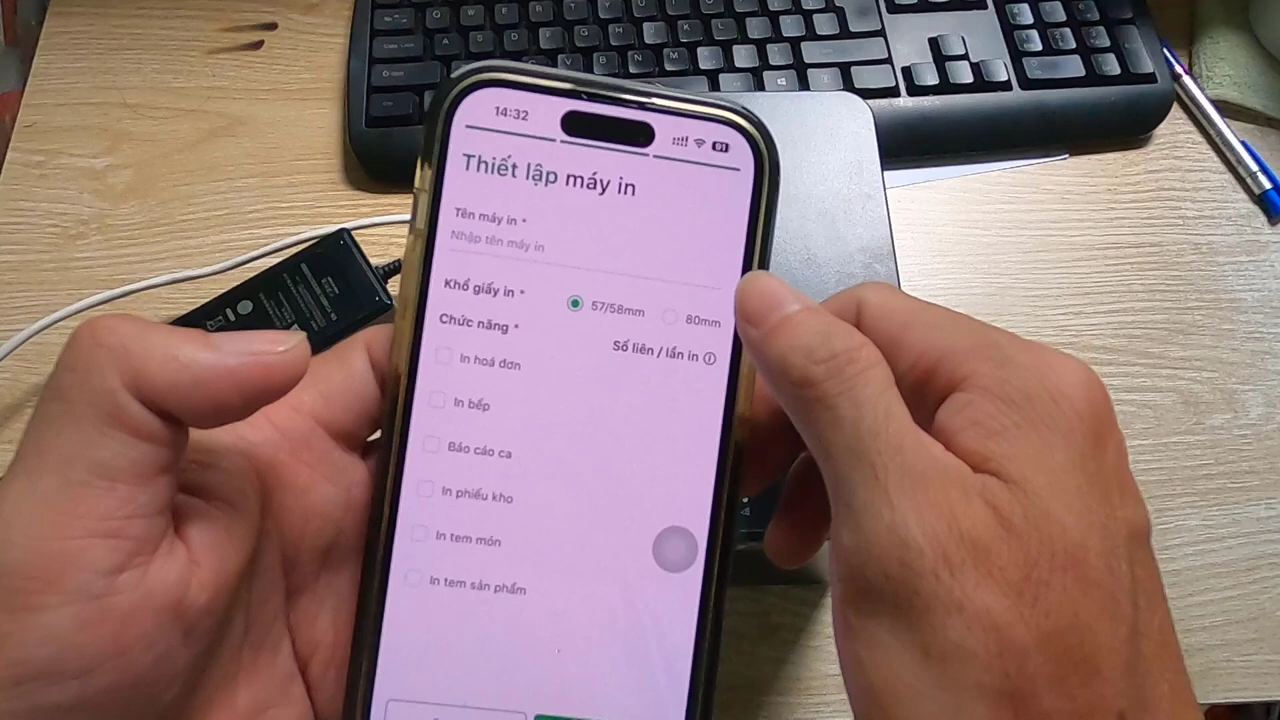 14:32
91
Thiết lập máy in
Tên máy in *
Nhập tên máy in
Khổ giấy in *
57/58mm
80mm
Chức năng *
Số liên / lần in
In hoá đơn
In bếp
Báo cáo ca
In phiếu kho
In tem món
In tem sản phẩm